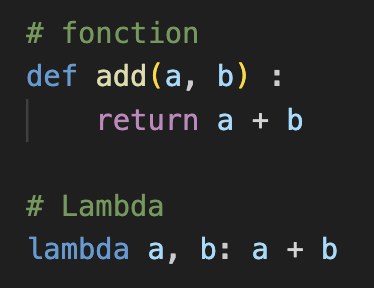 # fonction
def add(a, b) :
    return a + b
# Lambda
lambda a, b: a + b